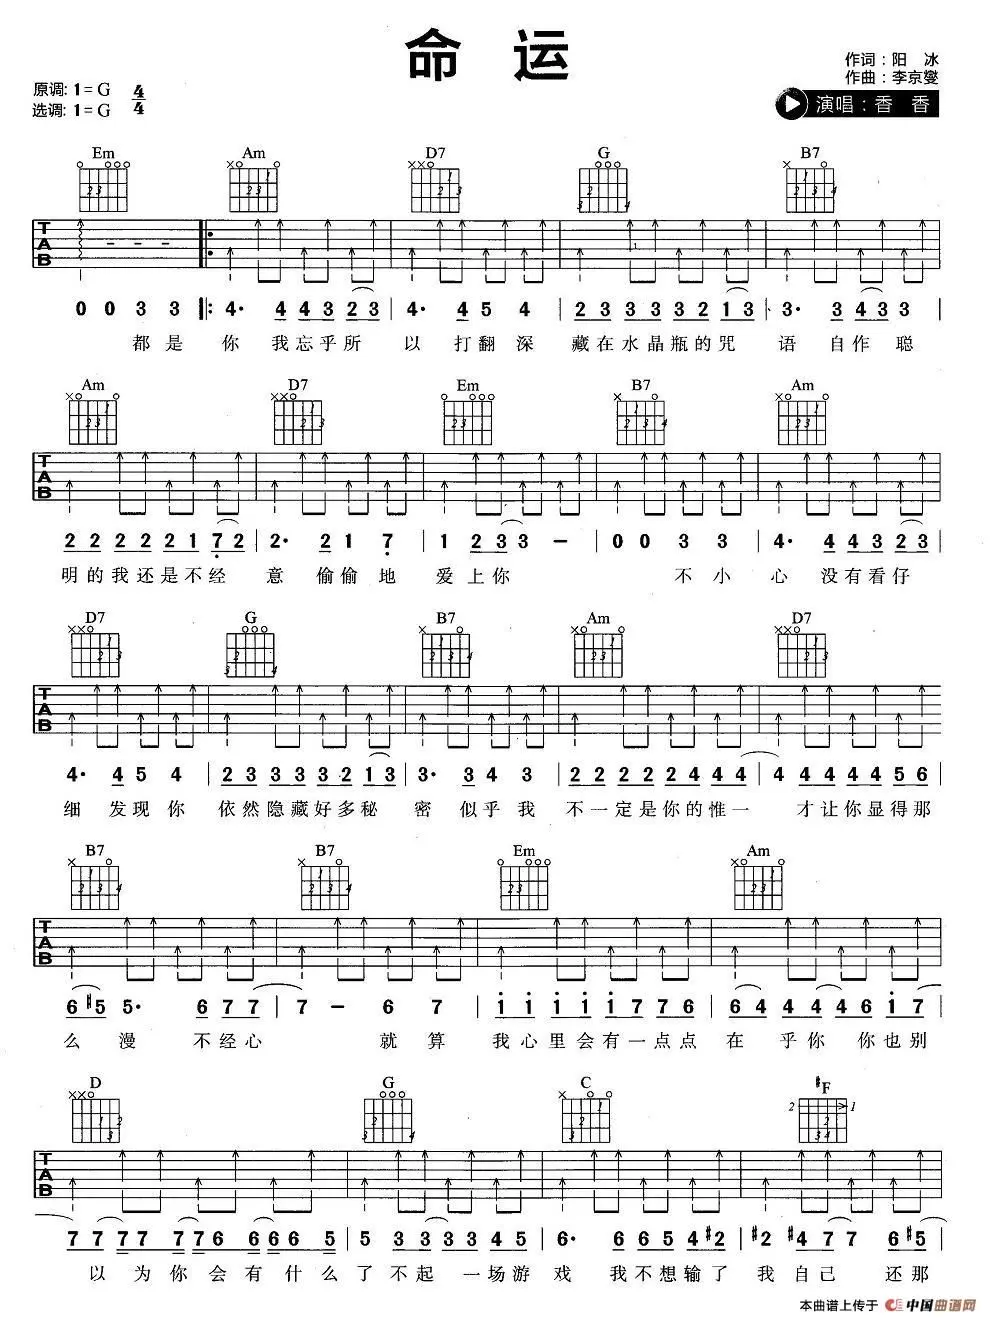 命 运
作词：阳 冰
原调: 1=G 4/4
作曲：李京燮
选调: 1=G
演唱：香 香
Em Am D7 G B7
TAB
0 0 3 3 4· 4 4 3 2 3 4· 4 5 4 2 3 3 3 3 2 1 3 3· 3 4 3 3
都 是 你 我 忘 乎 所 以 打 翻 深 藏 在 水 晶 瓶 的 咒 语 自 作 聪
Am D7 Em B7 Am
TAB
2 2 2 2 2 1 7 2 2· 2 1 7 1 2 3 3 - 0 0 3 3 4· 4 4 3 2 3
明 的 我 还 是 不 经 意 偷 偷 地 爱 上 你 不 小 心 没 有 看 仔
D7 G B7 Am D7
TAB
4· 4 5 4 2 3 3 3 3 2 1 3 3· 3 4 3 2 2 2 2 2 4 4 4 4 4 4 4 5 6
细 发 现 你 依 然 隐 藏 好 多 秘 密 似 乎 我 不 一 定 是 你 的 惟 一 才 让 你 显 得 那
B7 B7 Em Am
TAB
6 #5 5· 6 7 7 7 - 6 7 1 1 1 1 1 7 7 6 6 4 4 4 4 6 1 7
么 漫 不 经 心 就 算 我 心 里 会 有 一 点 点 在 乎 你 你 也 别
D G C #F
TAB
7 7 7 7 7 6 6 6 6 5 5 3 3 3 3 4 5 6· 6 6 5 4 #2 #2 4 #4 7 7 #5
以 为 你 会 有 什 么 了 不 起 一 场 游 戏 我 不 想 输 了 我 自 己 还 那
本曲谱上传于 中国曲谱网